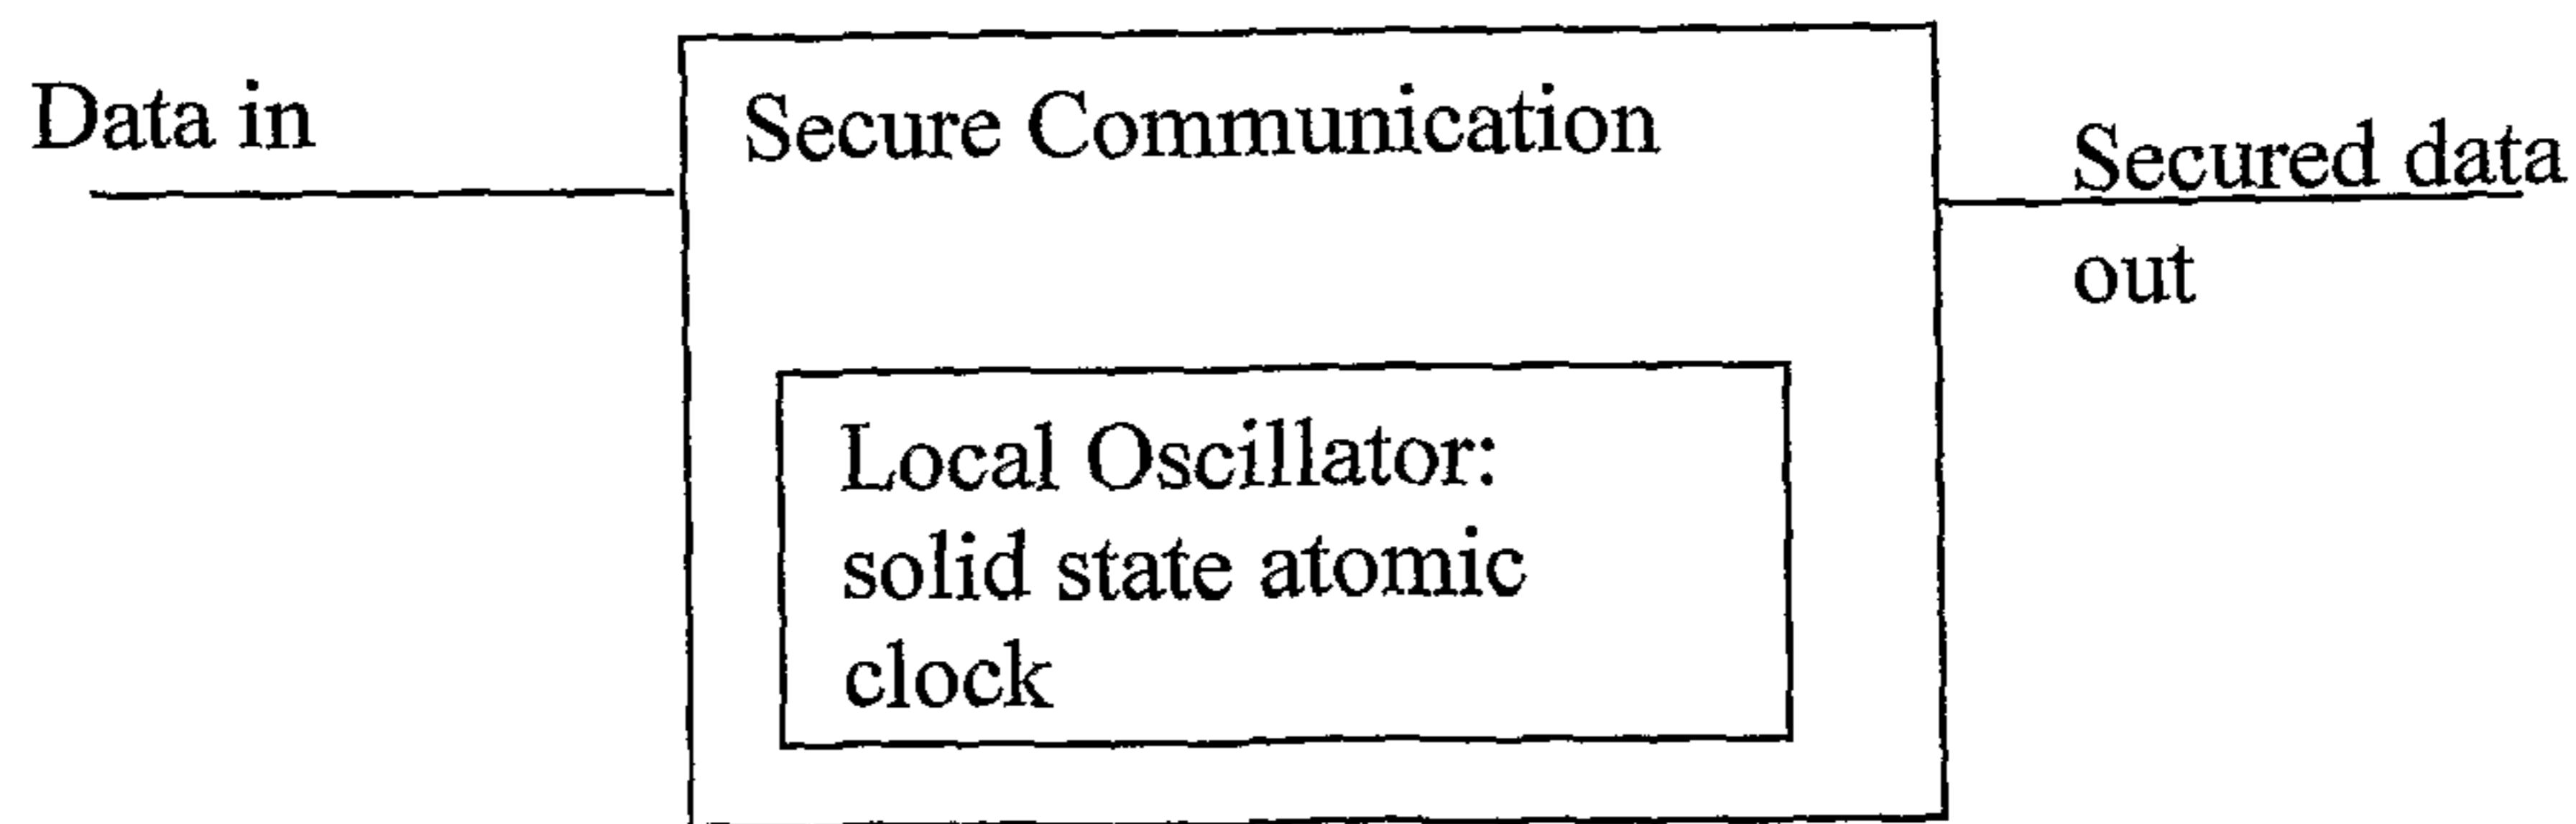 Data in
Secure Communication
Secured data
out
Local Oscillator:
solid state atomic
clock